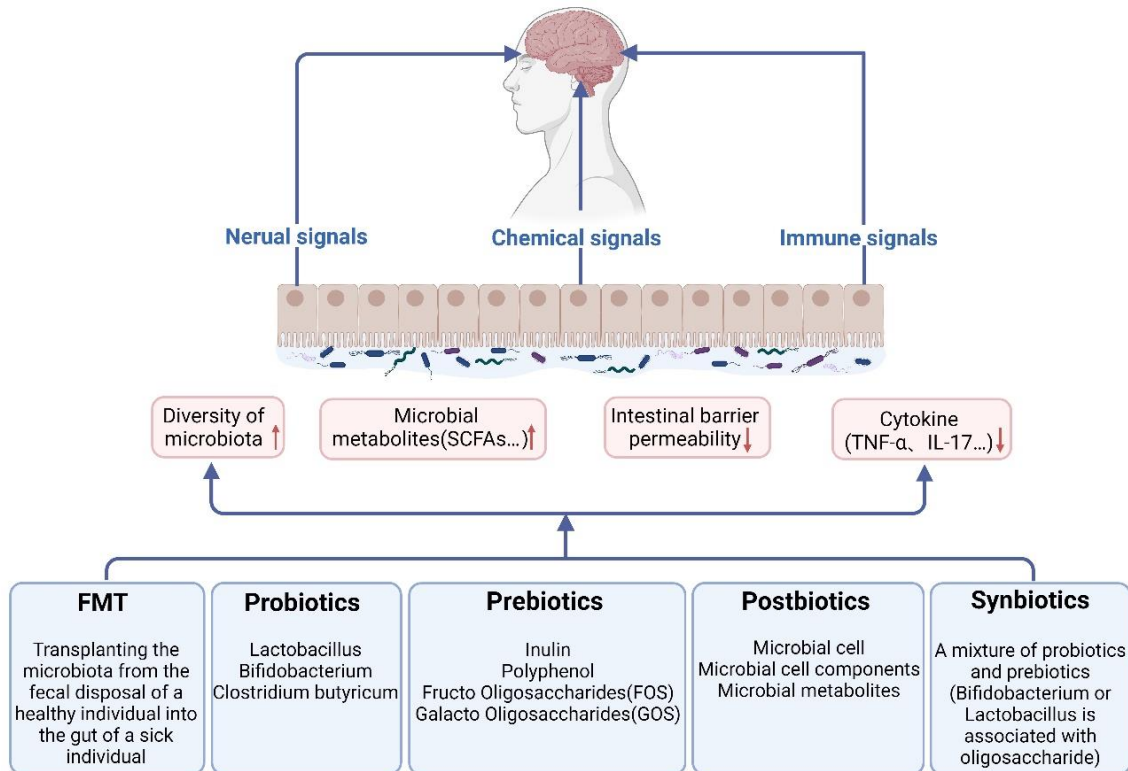 Nerual signals
Chemical signals
Immune signals
Diversity of
microbiota
Microbial
metabolites(SCFAs...)
Intestinal barrier
permeability
Cytokine
(TNF-α、IL-17...)
FMT
Transplanting the
microbiota from the
fecal disposal of a
healthy individual into
the gut of a sick
individual
Probiotics
Lactobacillus
Bifidobacterium
Clostridium butyricum
Prebiotics
Inulin
Polyphenol
Fructo Oligosaccharides(FOS)
Galacto Oligosaccharides(GOS)
Postbiotics
Microbial cell
Microbial cell components
Microbial metabolites
Synbiotics
A mixture of probiotics
and prebiotics
(Bifidobacterium or
Lactobacillus is
associated with
oligosaccharide)